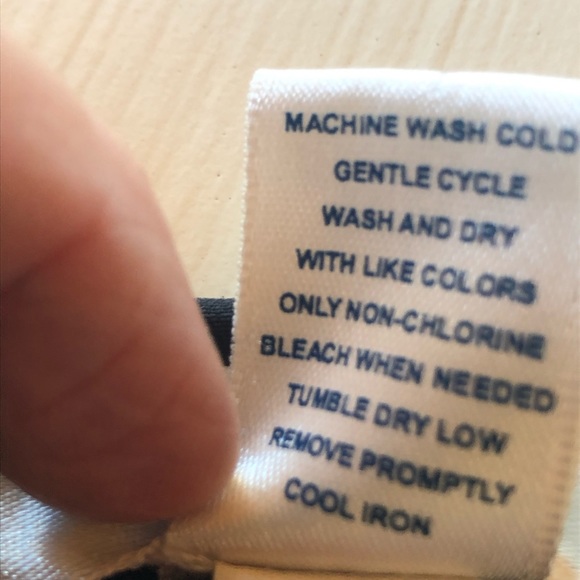 MACHINE WASH COLD
GENTLE CYCLE
WASH AND DRY
WITH LIKE COLORS
ONLY NON-CHLORINE
BLEACH WHEN NEEDED
TUMBLE DRY LOW
REMOVE PROMPTLY
COOL IRON